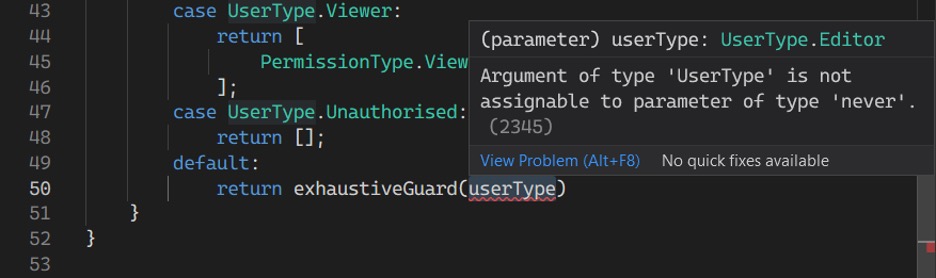 43 case UserType.Viewer:
44 return [
45 PermissionType.View
46 ];
47 case UserType.Unauthorised:
48 return [];
49 default:
50 return exhaustiveGuard(userType)
51 }
52 }
53
(parameter) userType: UserType.Editor
Argument of type 'UserType' is not
assignable to parameter of type 'never'.
(2345)
View Problem (Alt+F8) No quick fixes available